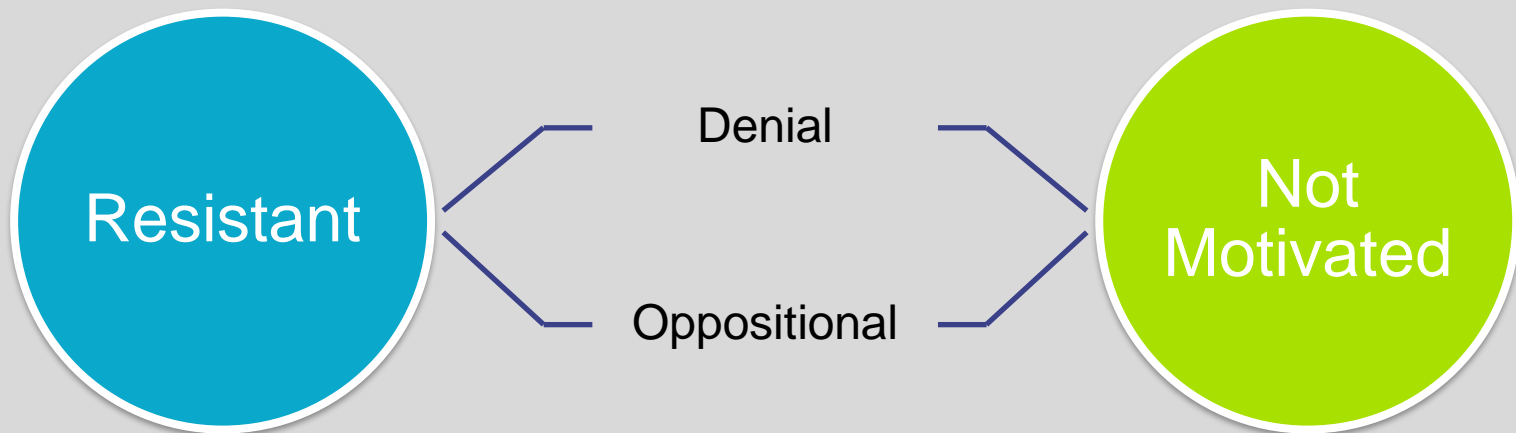 Resistant
Denial
Oppositional
Not
Motivated